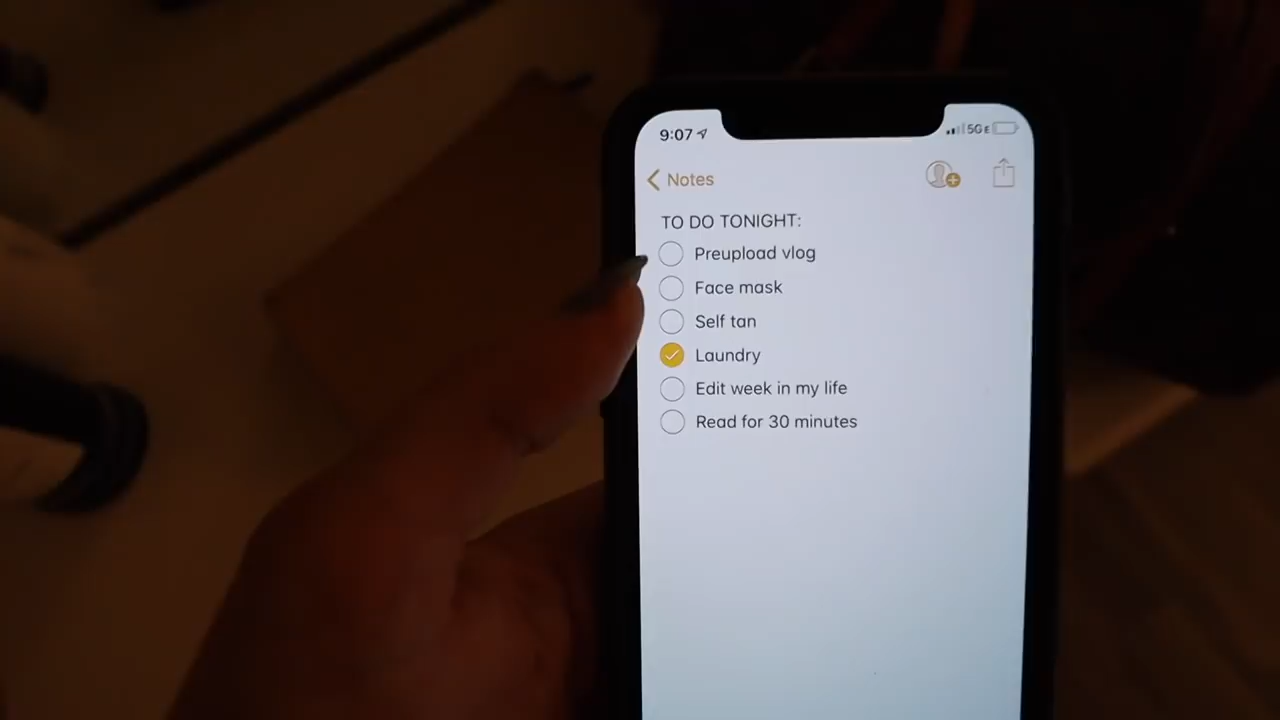 9:07
5GE
Notes
TO DO TONIGHT:
Preupload vlog
Face mask
Self tan
Laundry
Edit week in my life
Read for 30 minutes